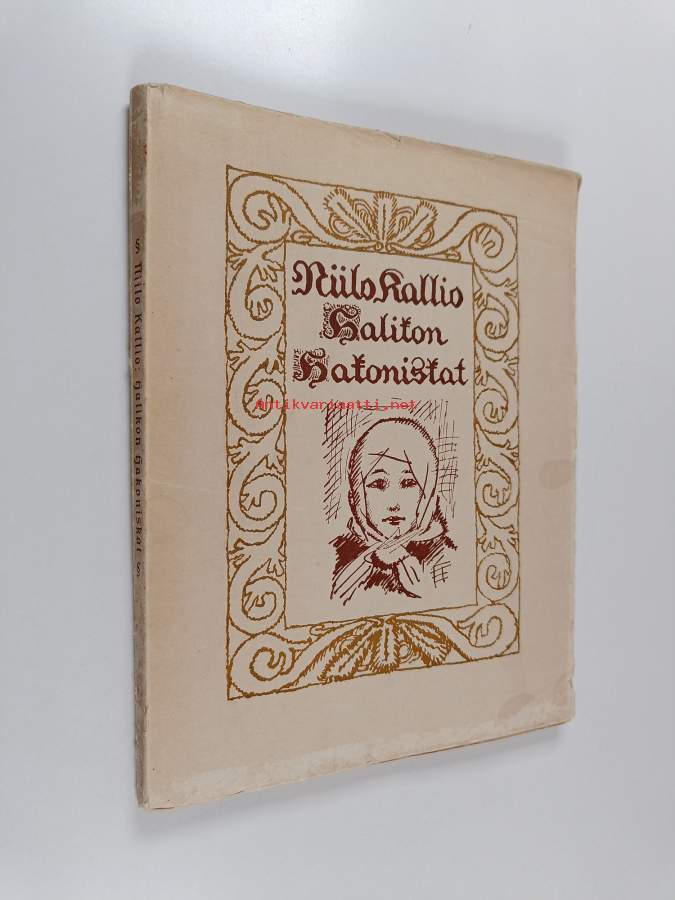 Niilo Kallio
Halikon
Hakoniskat
Antikvariaatti.net
§ Niilo Kallio: Halikon Hakoniskat §